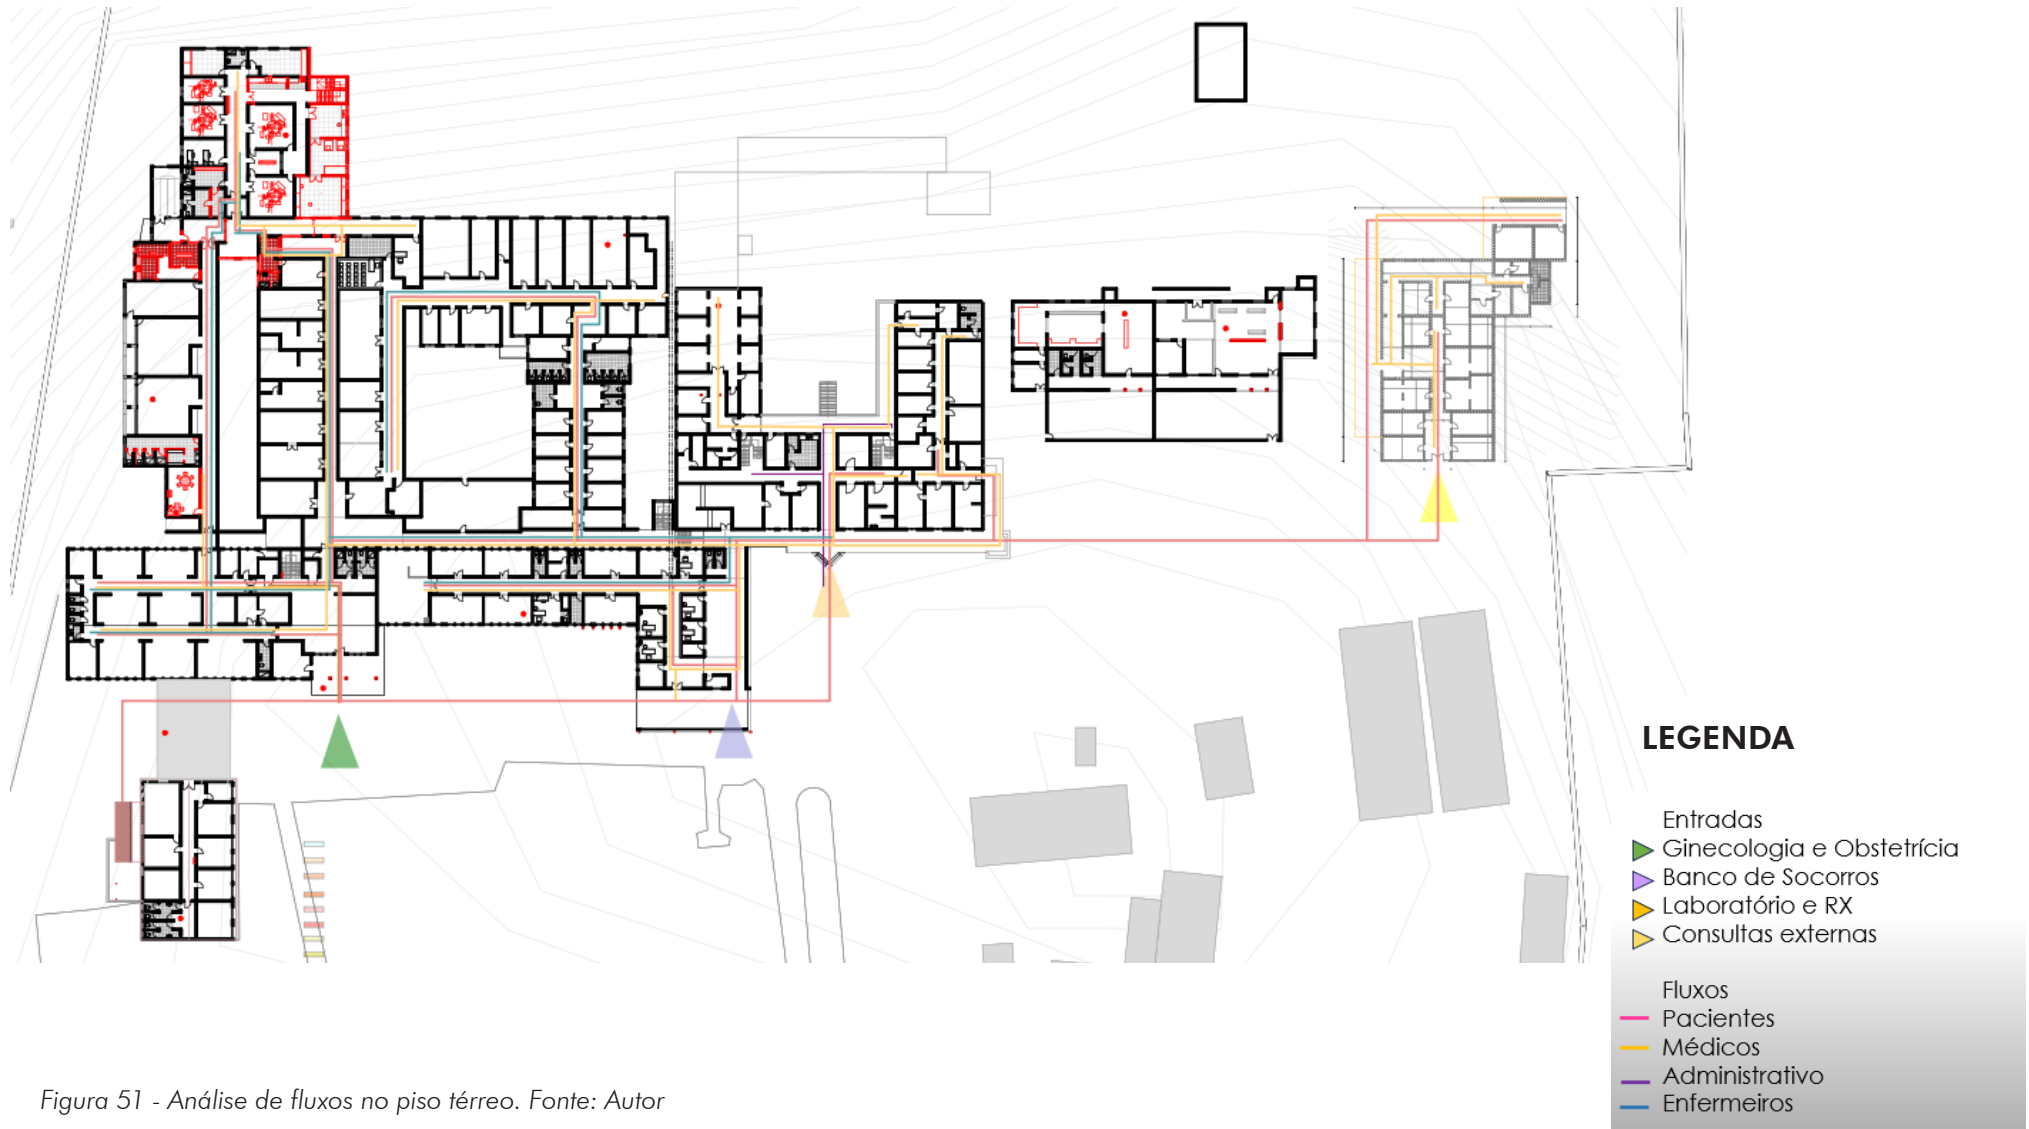 LEGENDA
Entradas
Ginecologia e Obstetrícia
Banco de Socorros
Laboratório e RX
Consultas externas
Fluxos
Pacientes
Médicos
Administrativo
Enfermeiros
Figura 51 - Análise de fluxos no piso térreo. Fonte: Autor